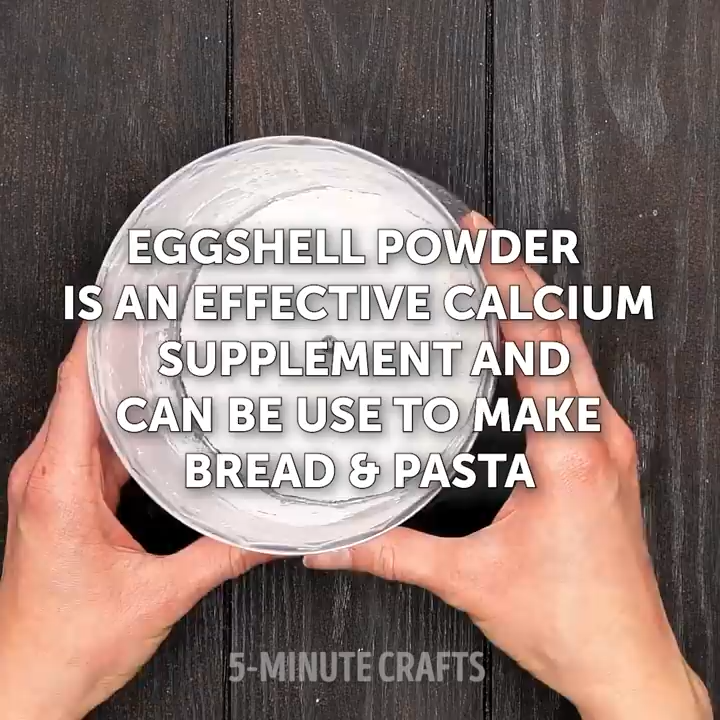 EGGSHELL POWDER
IS AN EFFECTIVE CALCIUM
SUPPLEMENT AND
CAN BE USE TO MAKE
BREAD & PASTA
5-MINUTE CRAFTS